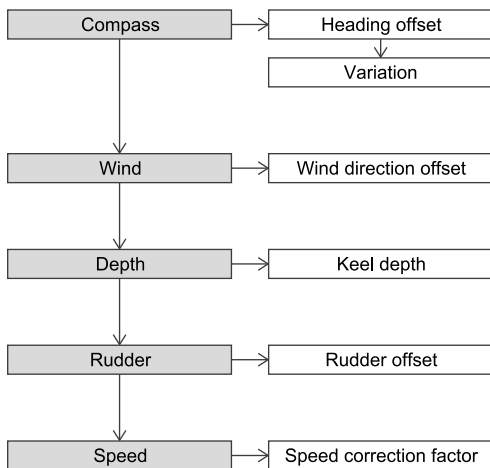 Compass
Heading offset
Variation
Wind
Wind direction offset
Depth
Keel depth
Rudder
Rudder offset
Speed
Speed correction factor